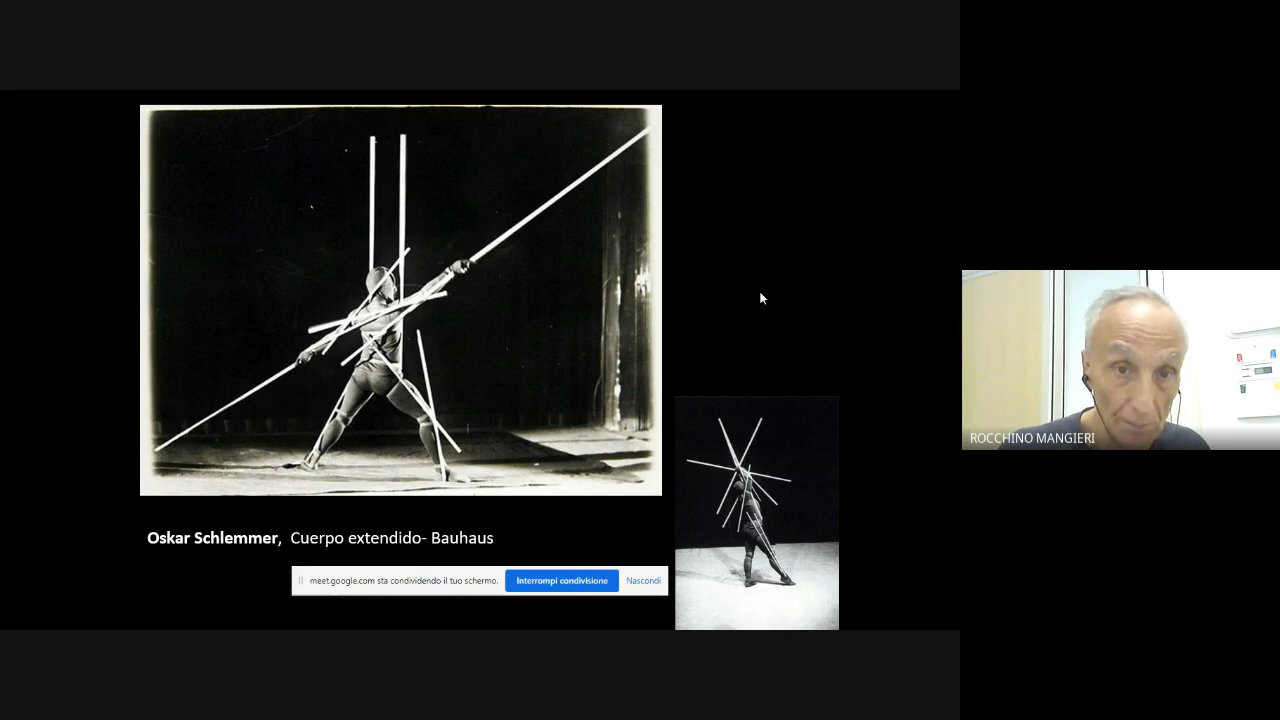 Oskar Schlemmer, Cuerpo extendido- Bauhaus
meet.google.com sta condividendo il tuo schermo. Interrompi condivisione Nascondi
ROCCHINO MANGIERI